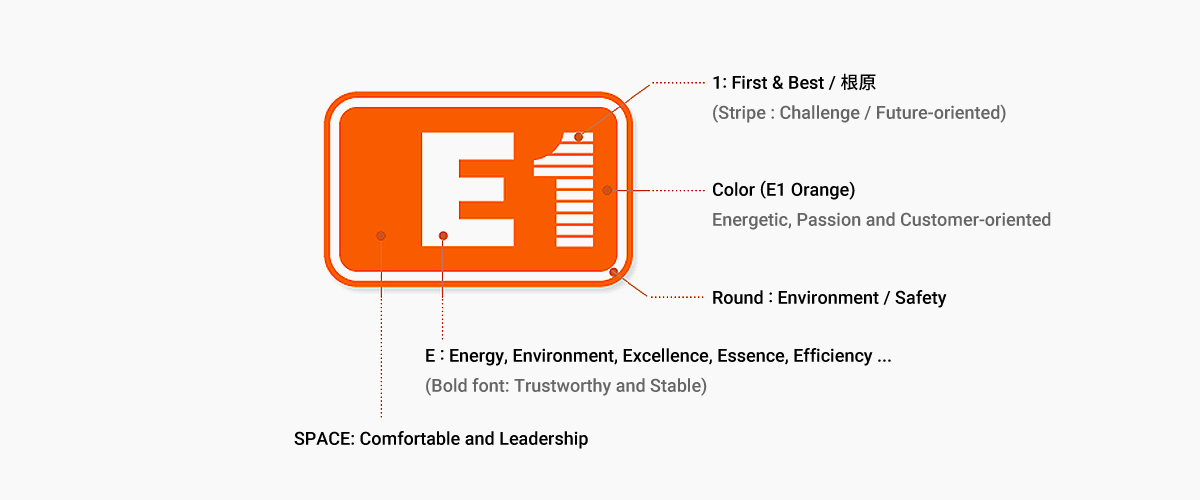 E1
1: First & Best / 根原
(Stripe : Challenge / Future-oriented)
Color (E1 Orange)
Energetic, Passion and Customer-oriented
Round : Environment / Safety
E : Energy, Environment, Excellence, Essence, Efficiency ...
(Bold font: Trustworthy and Stable)
SPACE: Comfortable and Leadership